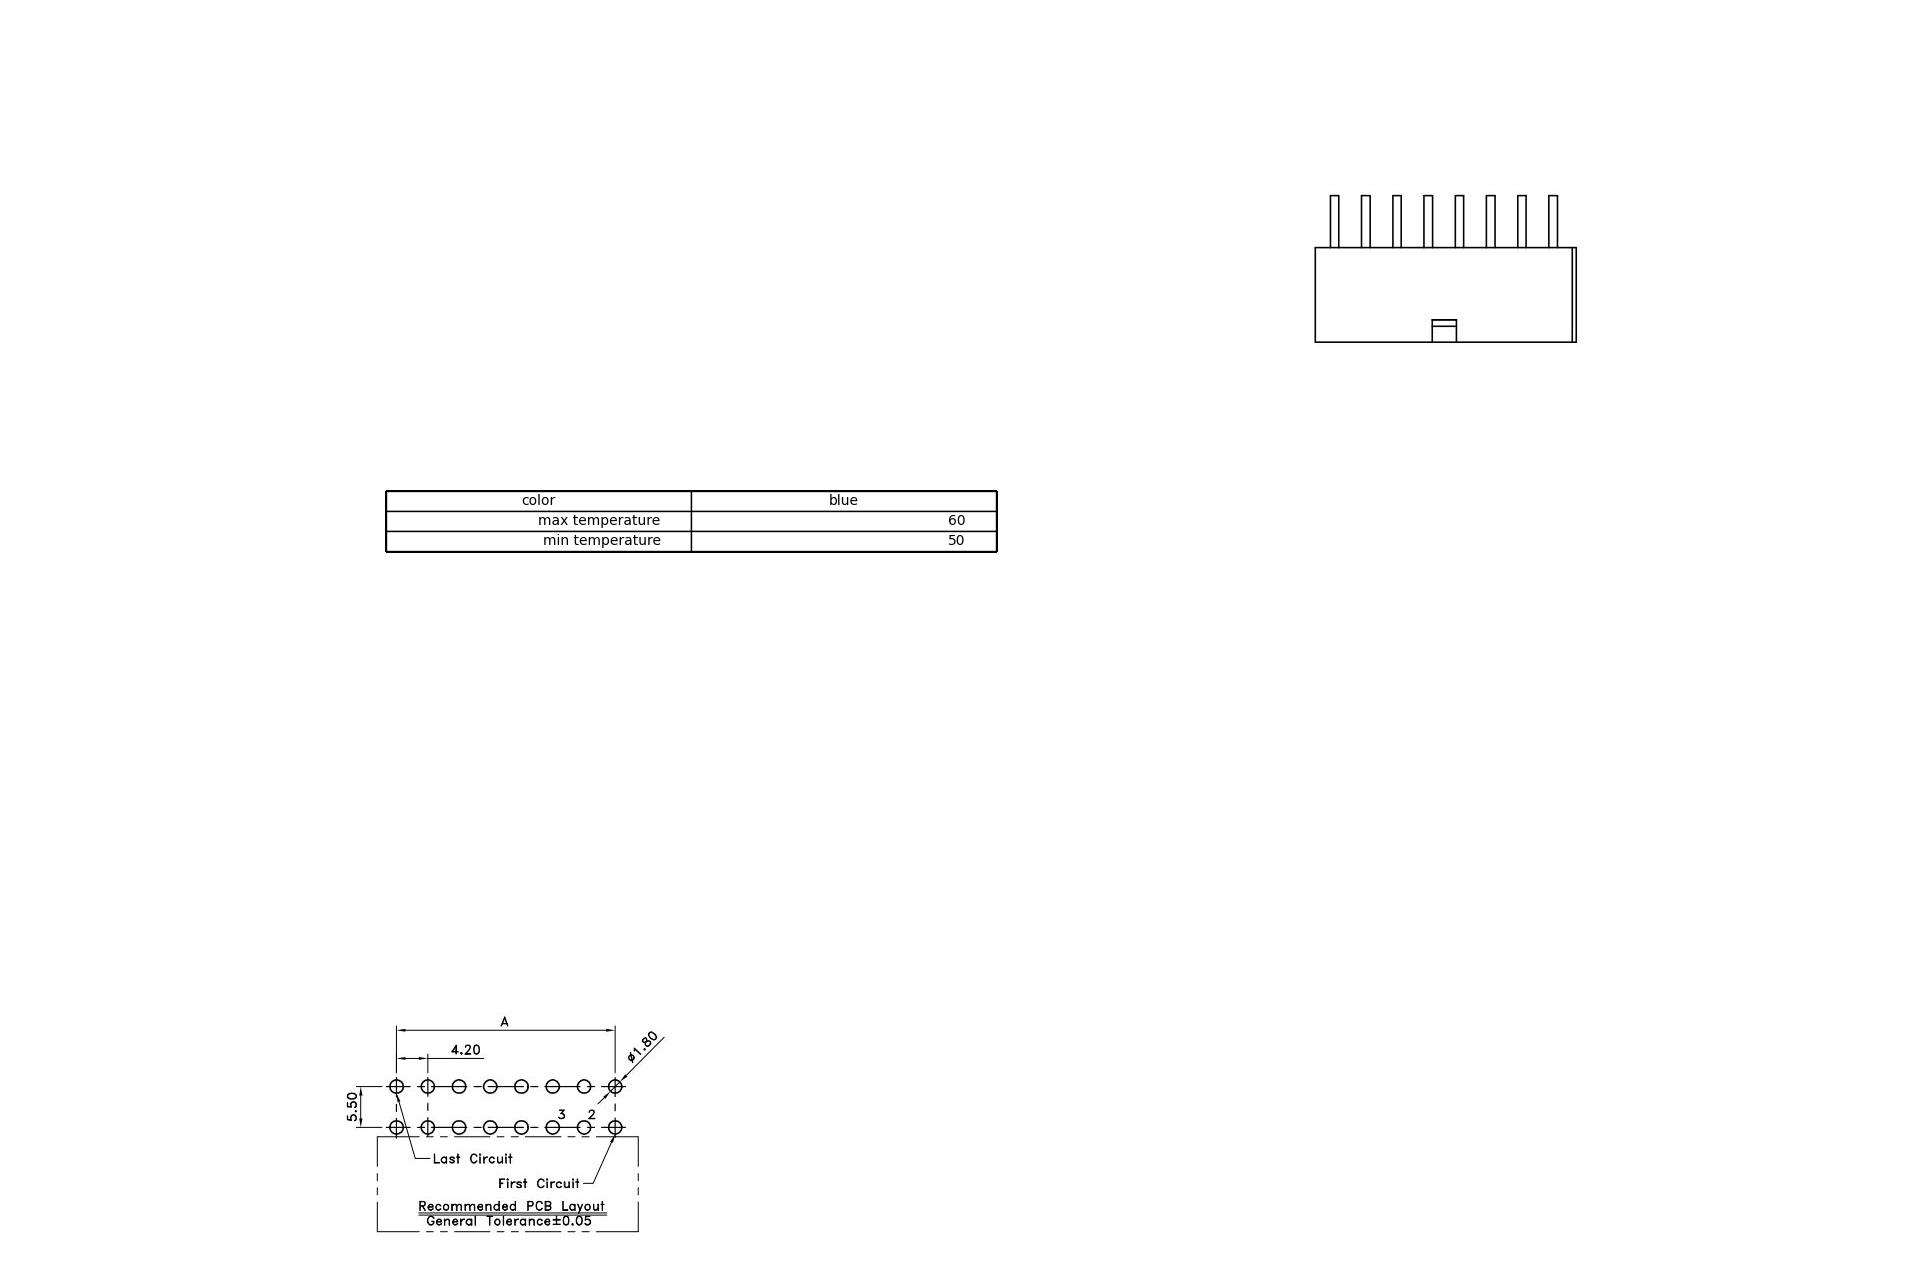 color blue
max temperature 60
min temperature 50
A
4.20
ø1.80
5.50
3 2
Last Circuit
First Circuit
Recommended PCB Layout
General Tolerance±0.05